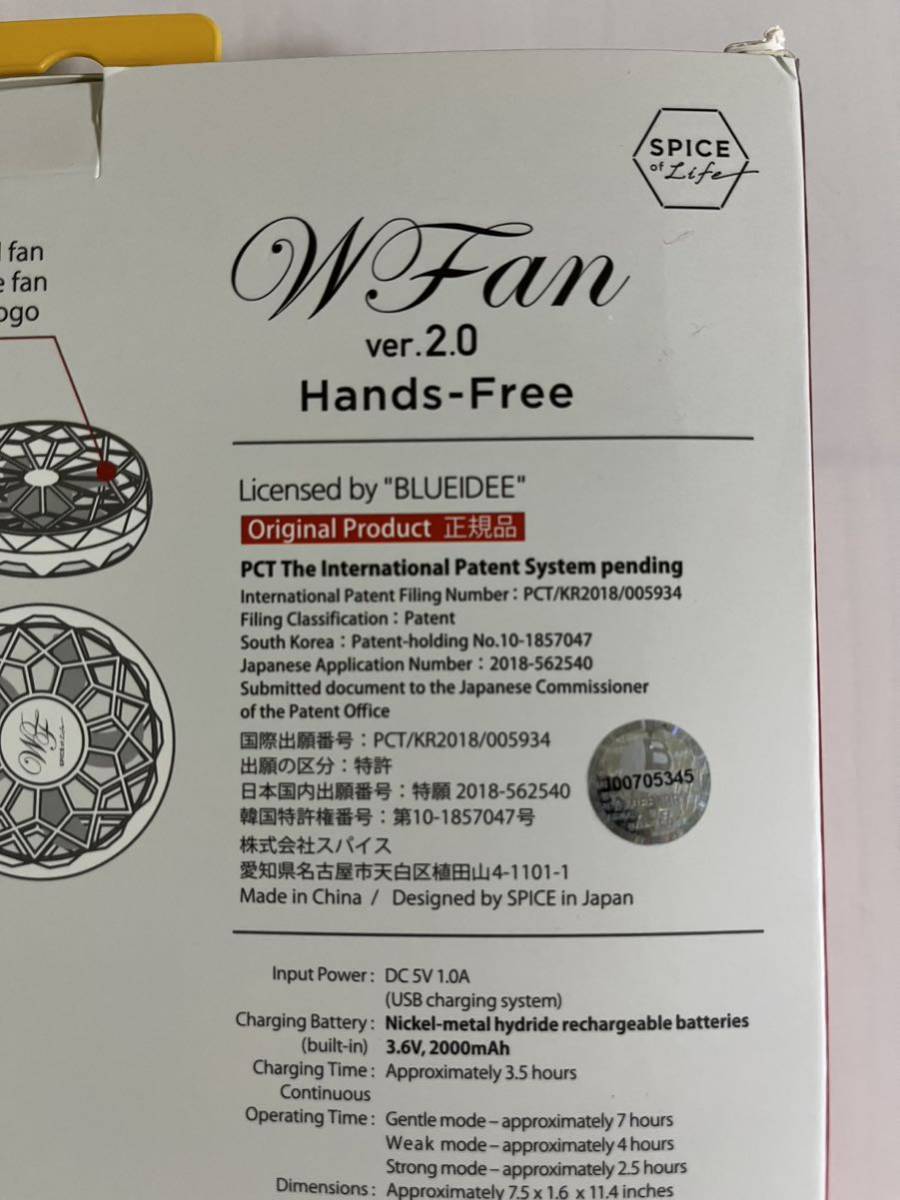 SPICE
of Life
WFan
ver.2.0
Hands-Free
fan
e fan
ogo
Licensed by "BLUEIDEE"
Original Product 正規品
PCT The International Patent System pending
International Patent Filing Number : PCT/KR2018/005934
Filing Classification : Patent
South Korea : Patent-holding No.10-1857047
Japanese Application Number : 2018-562540
Submitted document to the Japanese Commissioner
of the Patent Office
国際出願番号：PCT/KR2018/005934
出願の区分：特許
日本国内出願番号：特願 2018-562540
韓国特許権番号：第10-1857047号
株式会社スパイス
愛知県名古屋市天白区植田山4-1101-1
Made in China / Designed by SPICE in Japan
B
J00705345
WF
SPICE of Life
Input Power : DC 5V 1.0A
(USB charging system)
Charging Battery : Nickel-metal hydride rechargeable batteries
(built-in) 3.6V, 2000mAh
Charging Time : Approximately 3.5 hours
Continuous
Operating Time : Gentle mode – approximately 7 hours
Weak mode – approximately 4 hours
Strong mode – approximately 2.5 hours
Dimensions : Approximately 7.5 x 1.6 x 11.4 inches